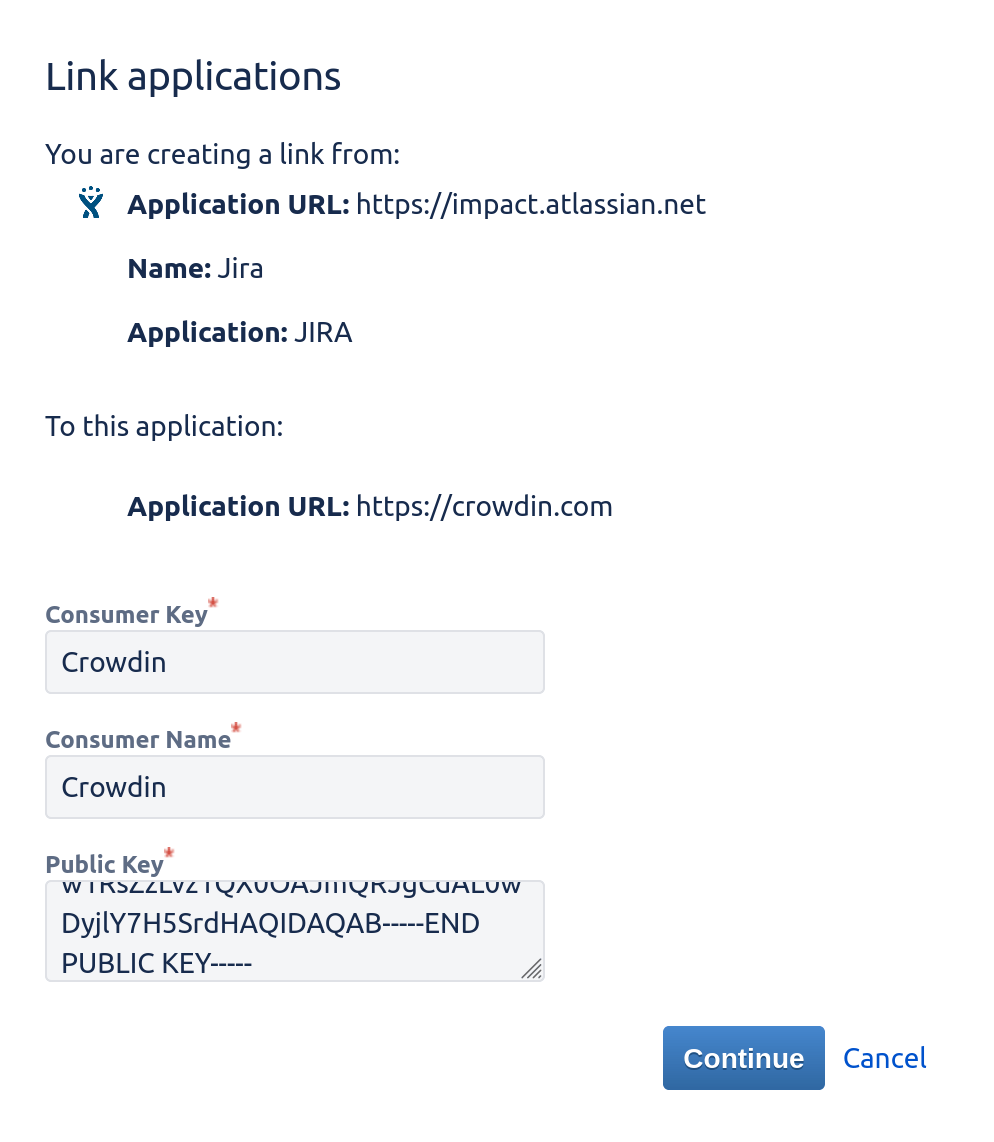 Link applications
You are creating a link from:
Application URL: https://impact.atlassian.net
Name: Jira
Application: JIRA
To this application:
Application URL: https://crowdin.com
Consumer Key*
Crowdin
Consumer Name*
Crowdin
Public Key*
DyjlY7H5SrdHAQIDAQAB-----END
PUBLIC KEY-----
Continue Cancel